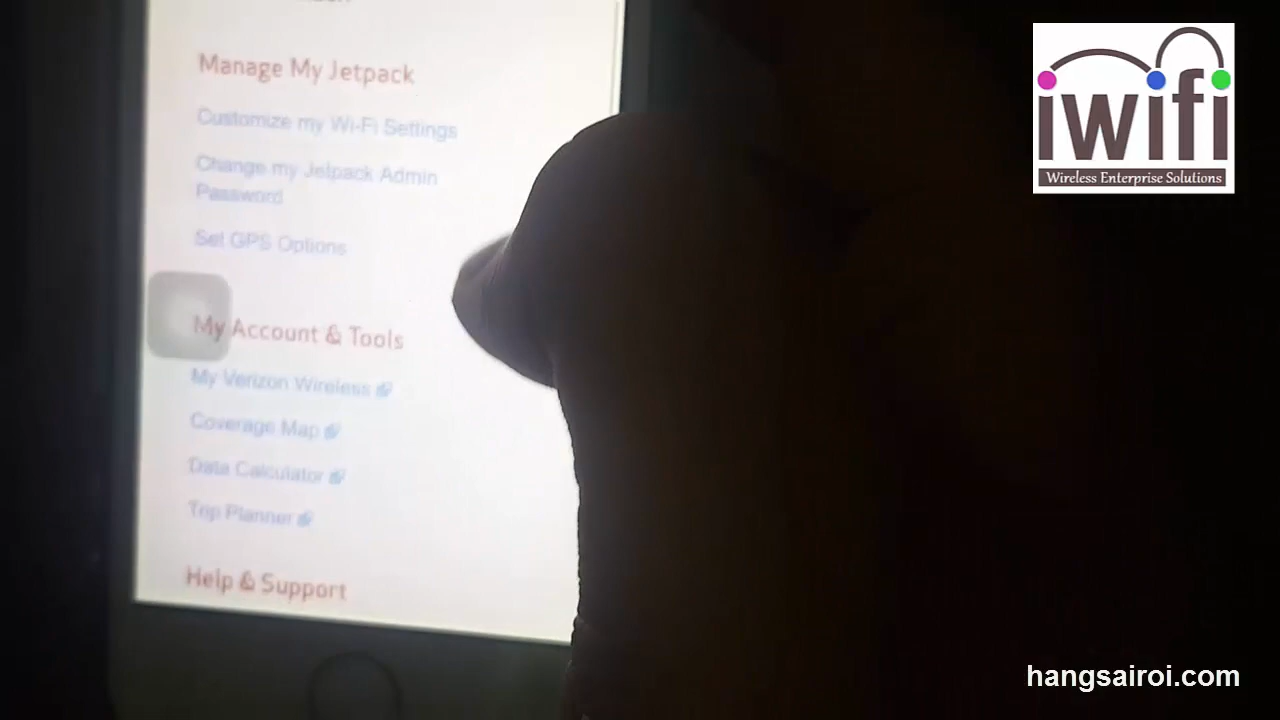 Manage My Jetpack
Customize my Wi-Fi Settings
Change my Jetpack Admin
Password
Set GPS Options
My Account & Tools
My Verizon Wireless
Coverage Map
Data Calculator
Trip Planner
Help & Support
iwifi
Wireless Enterprise Solutions
hangsairoi.com